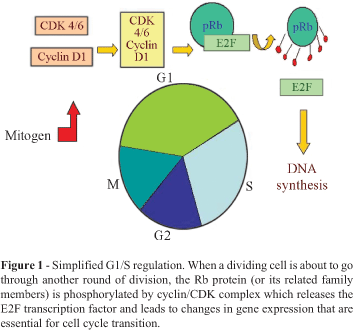 CDK 4/6
Cyclin D1
CDK
4/6
Cyclin
D1
pRb
E2F
pRb
E2F
DNA
synthesis
Mitogen
G1
M
S
G2
Figure 1 - Simplified G1/S regulation. When a dividing cell is about to go
through another round of division, the Rb protein (or its related family
members) is phosphorylated by cyclin/CDK complex which releases the
E2F transcription factor and leads to changes in gene expression that are
essential for cell cycle transition.